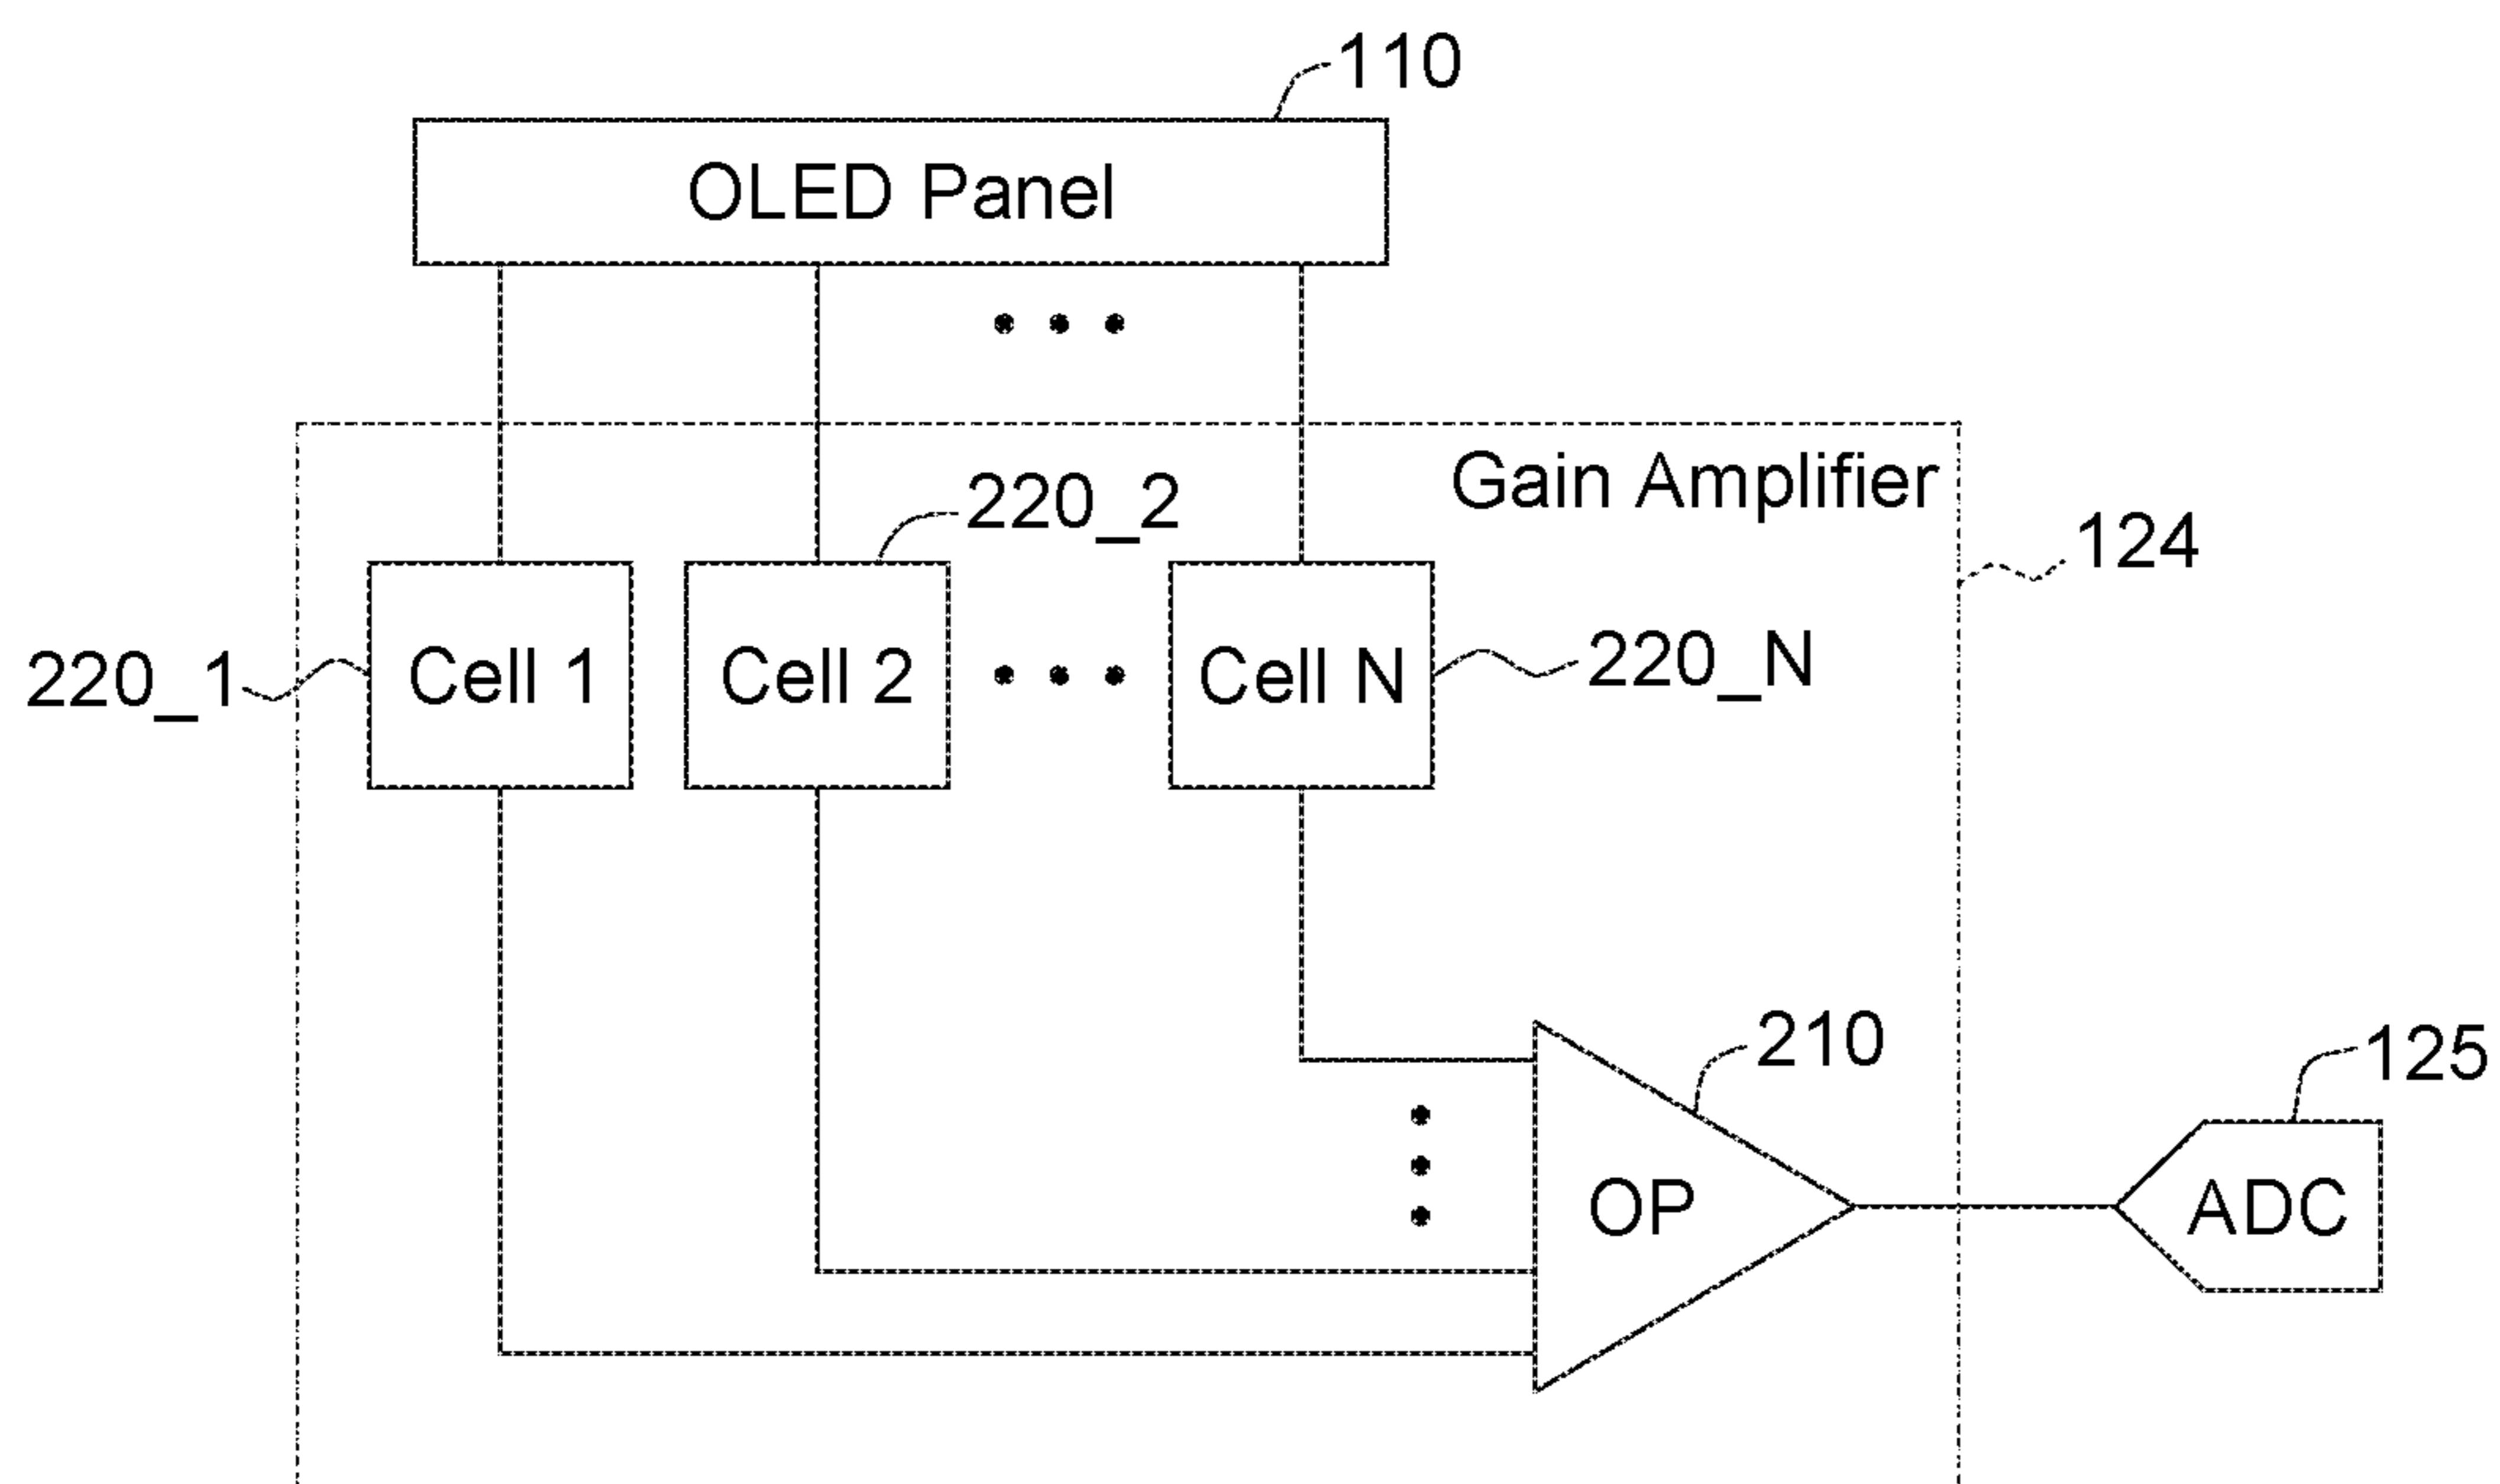 110
OLED Panel
Gain Amplifier
220_2
124
220_1
Cell 1
Cell 2
Cell N
220_N
210
125
OP
ADC